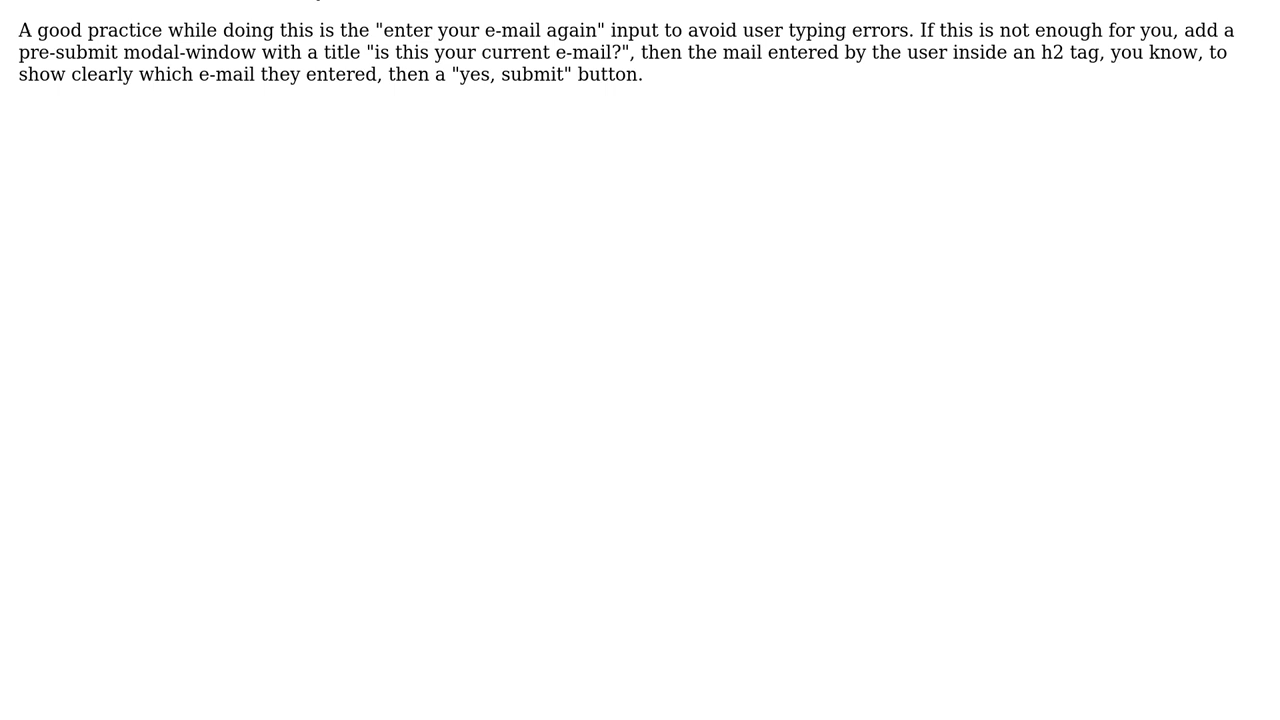 A good practice while doing this is the "enter your e-mail again" input to avoid user typing errors. If this is not enough for you, add a
pre-submit modal-window with a title "is this your current e-mail?", then the mail entered by the user inside an h2 tag, you know, to
show clearly which e-mail they entered, then a "yes, submit" button.